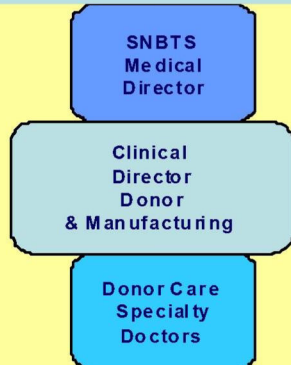 SNBTS
Medical
Director
Clinical
Director
Donor
& Manufacturing
Donor Care
Specialty
Doctors